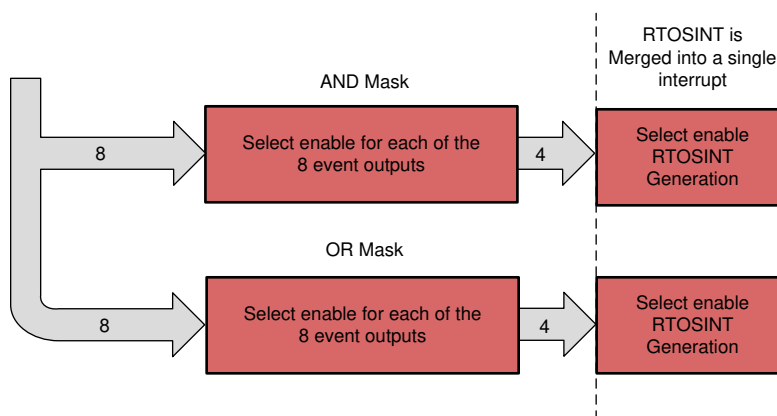 RTOSINT is
Merged into a single
interrupt
AND Mask
8
Select enable for each of the
8 event outputs
4
Select enable
RTOSINT
Generation
OR Mask
8
Select enable for each of the
8 event outputs
4
Select enable
RTOSINT
Generation